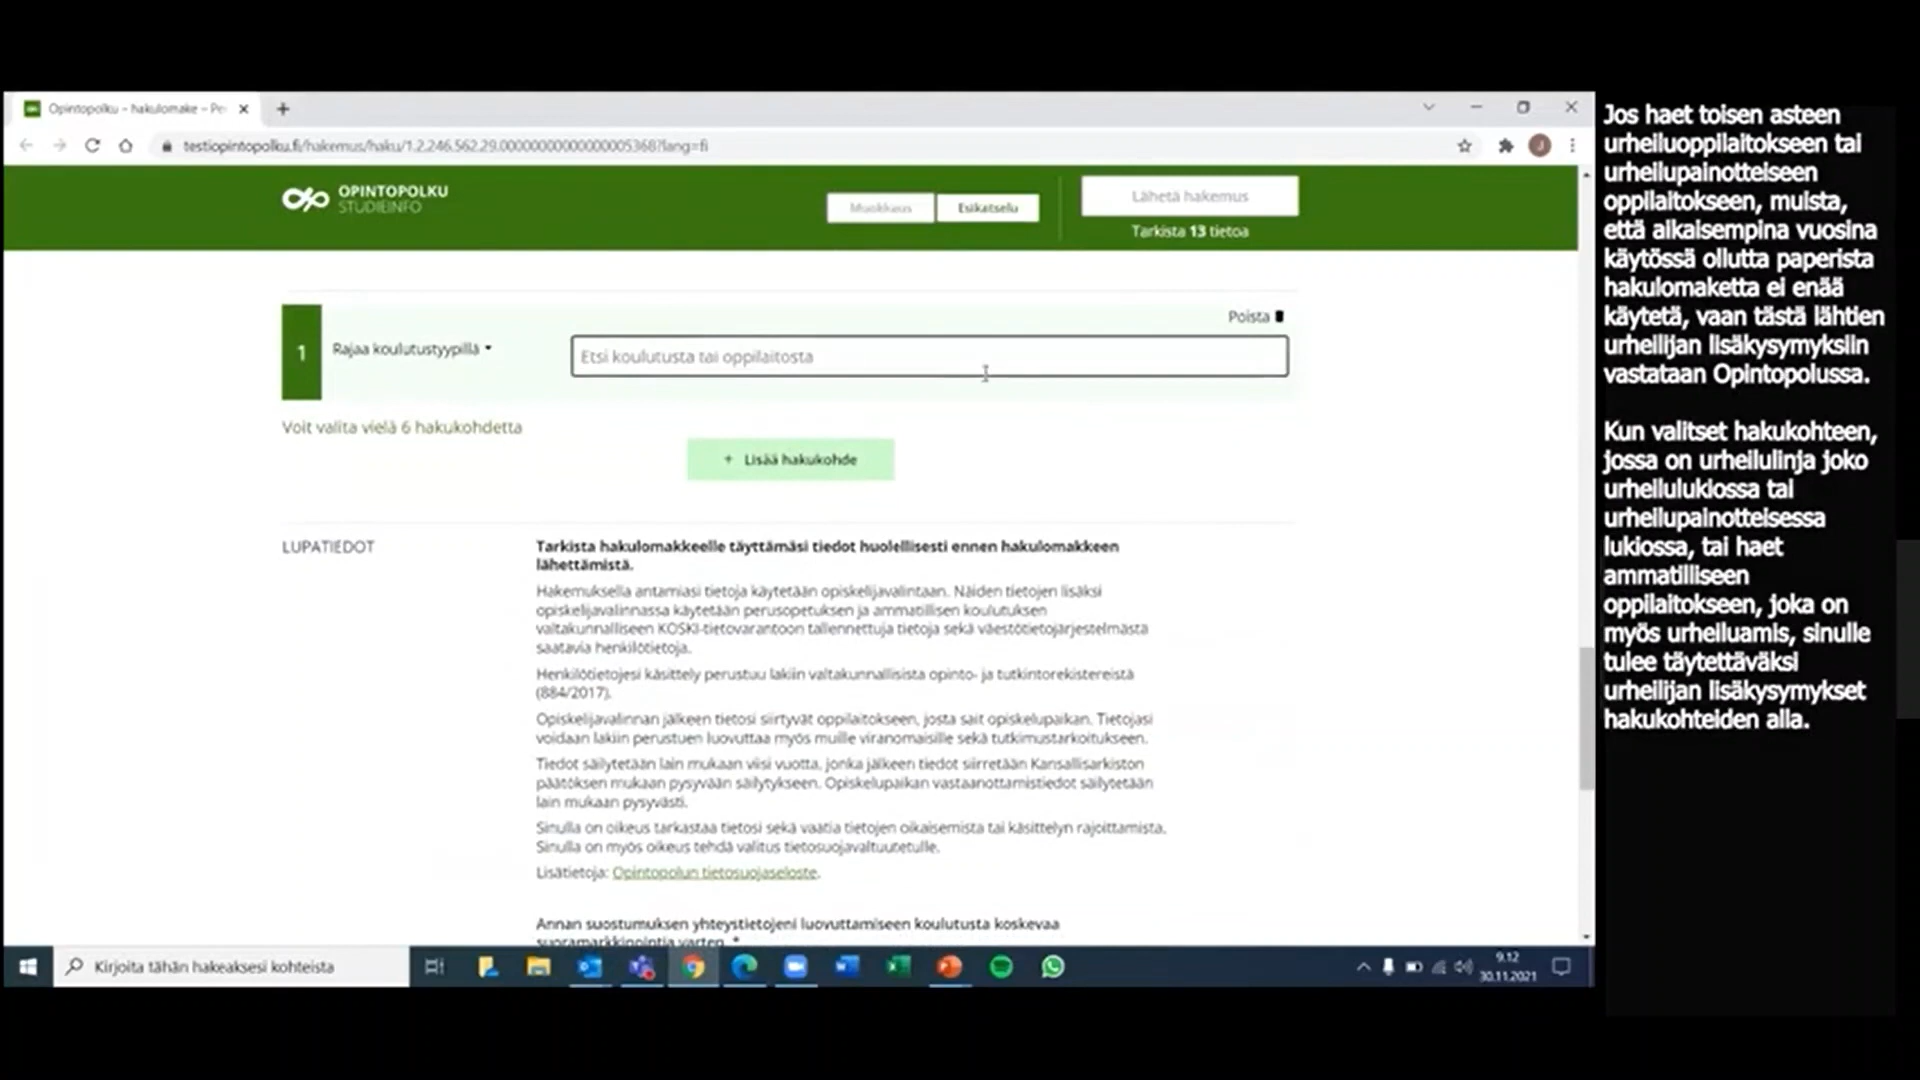 Opintopolku – hakulomake – Pe
testiopintopolku.fi/hakemus/haku/1.2.246.562.29.00000000000000005368?lang=fi
OPINTOPOLKU
STUDIEINFO
Muokkaus
Esikatselu
Lähetä hakemus
Tarkista 13 tietoa
Poista
1
Rajaa koulutustyypillä
Etsi koulutusta tai oppilaitosta
Voit valita vielä 6 hakukohdetta
+ Lisää hakukohde
LUPATIEDOT
Tarkista hakulomakkeelle täyttämäsi tiedot huolellisesti ennen hakulomakkeen
lähettämistä.
Hakemuksella antamiasi tietoja käytetään opiskelijavalintaan. Näiden tietojen lisäksi
opiskelijavalinnassa käytetään perusopetuksen ja ammatillisen koulutuksen
valtakunnalliseen KOSKI-tietovarantoon tallennettuja tietoja sekä väestötietojärjestelmästä
saatavia henkilötietoja.
Henkilötietojesi käsittely perustuu lakiin valtakunnallisista opinto- ja tutkintorekistereistä
(884/2017).
Opiskelijavalinnan jälkeen tietosi siirtyvät oppilaitokseen, josta sait opiskelupaikan. Tietojasi
voidaan lakiin perustuen luovuttaa myös muille viranomaisille sekä tutkimustarkoitukseen.
Tiedot säilytetään lain mukaan viisi vuotta, jonka jälkeen tiedot siirretään Kansallisarkiston
päätöksen mukaan pysyvään säilytykseen. Opiskelupaikan vastaanottamistiedot säilytetään
lain mukaan pysyvästi.
Sinulla on oikeus tarkastaa tietosi sekä vaatia tietojen oikaisemista tai käsittelyn rajoittamista.
Sinulla on myös oikeus tehdä valitus tietosuojavaltuutetulle.
Lisätietoja: Opintopolun tietosuojaseloste.
Annan suostumuksen yhteystietojeni luovuttamiseen koulutusta koskevaa
suoramarkkinointia varten. *
Kirjoita tähän hakeaksesi kohteista
9.12
30.11.2021
Jos haet toisen asteen
urheiluoppilaitokseen tai
urheilupainotteiseen
oppilaitokseen, muista,
että aikaisempina vuosina
käytössä ollutta paperista
hakulomaketta ei enää
käytetä, vaan tästä lähtien
urheilijan lisäkysymyksiin
vastataan Opintopolussa.
Kun valitset hakukohteen,
jossa on urheilulinja joko
urheilulukiossa tai
urheilupainotteisessa
lukiossa, tai haet
ammatilliseen
oppilaitokseen, joka on
myös urheiluamis, sinulle
tulee täytettäväksi
urheilijan lisäkysymykset
hakukohteiden alla.